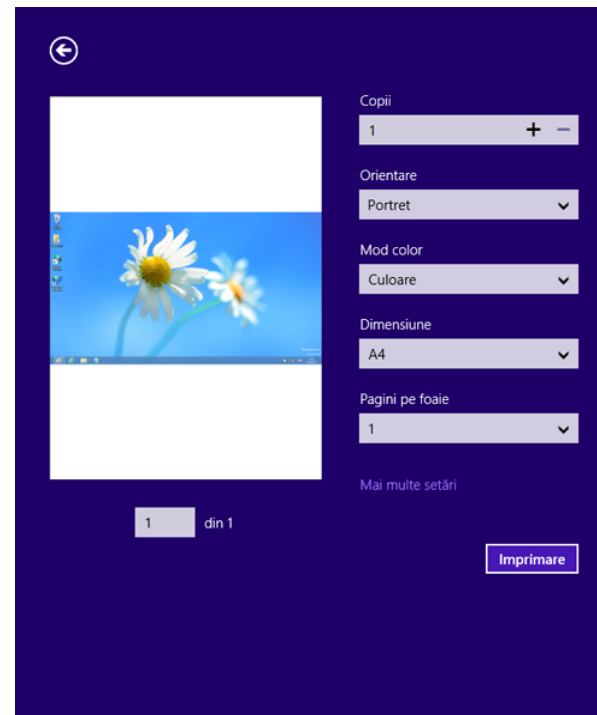 Copii
1
Orientare
Portret
Mod color
Culoare
Dimensiune
A4
Pagini pe foaie
1
Mai multe setări
1 din 1
Imprimare